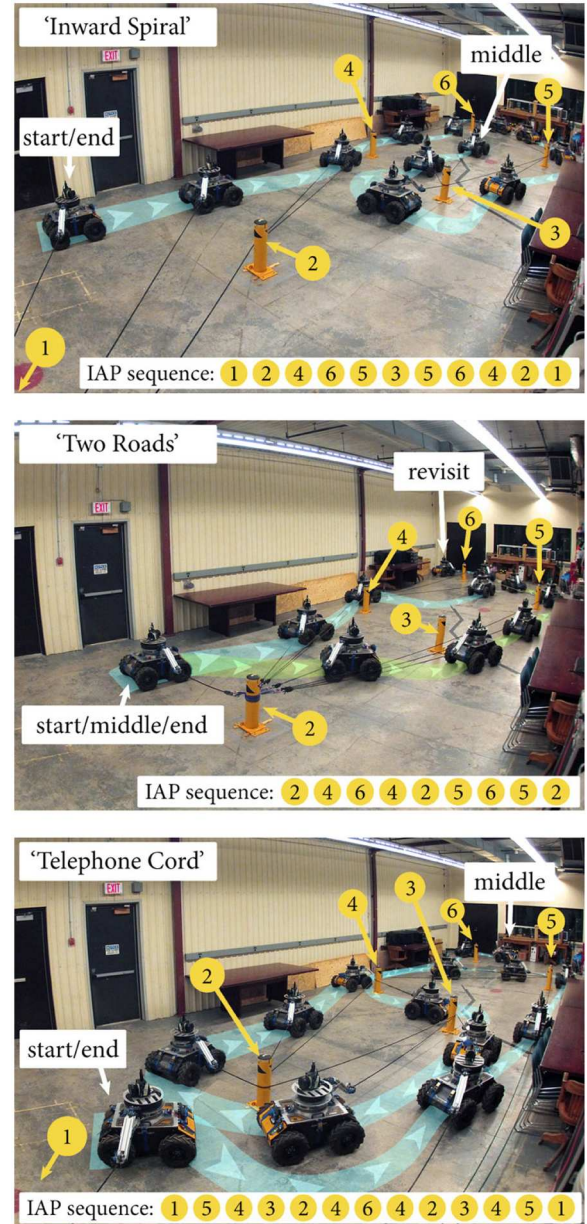 'Inward Spiral'
EXIT
start/end
4
6
middle
5
2
3
1
IAP sequence: 1 2 4 6 5 3 5 6 4 2 1
'Two Roads'
EXIT
revisit
4
6
5
3
start/middle/end
2
IAP sequence: 2 4 6 4 2 5 6 5 2
'Telephone Cord'
EXIT
middle
3
4
6
5
2
start/end
1
IAP sequence: 1 5 4 3 2 4 6 4 2 3 4 5 1